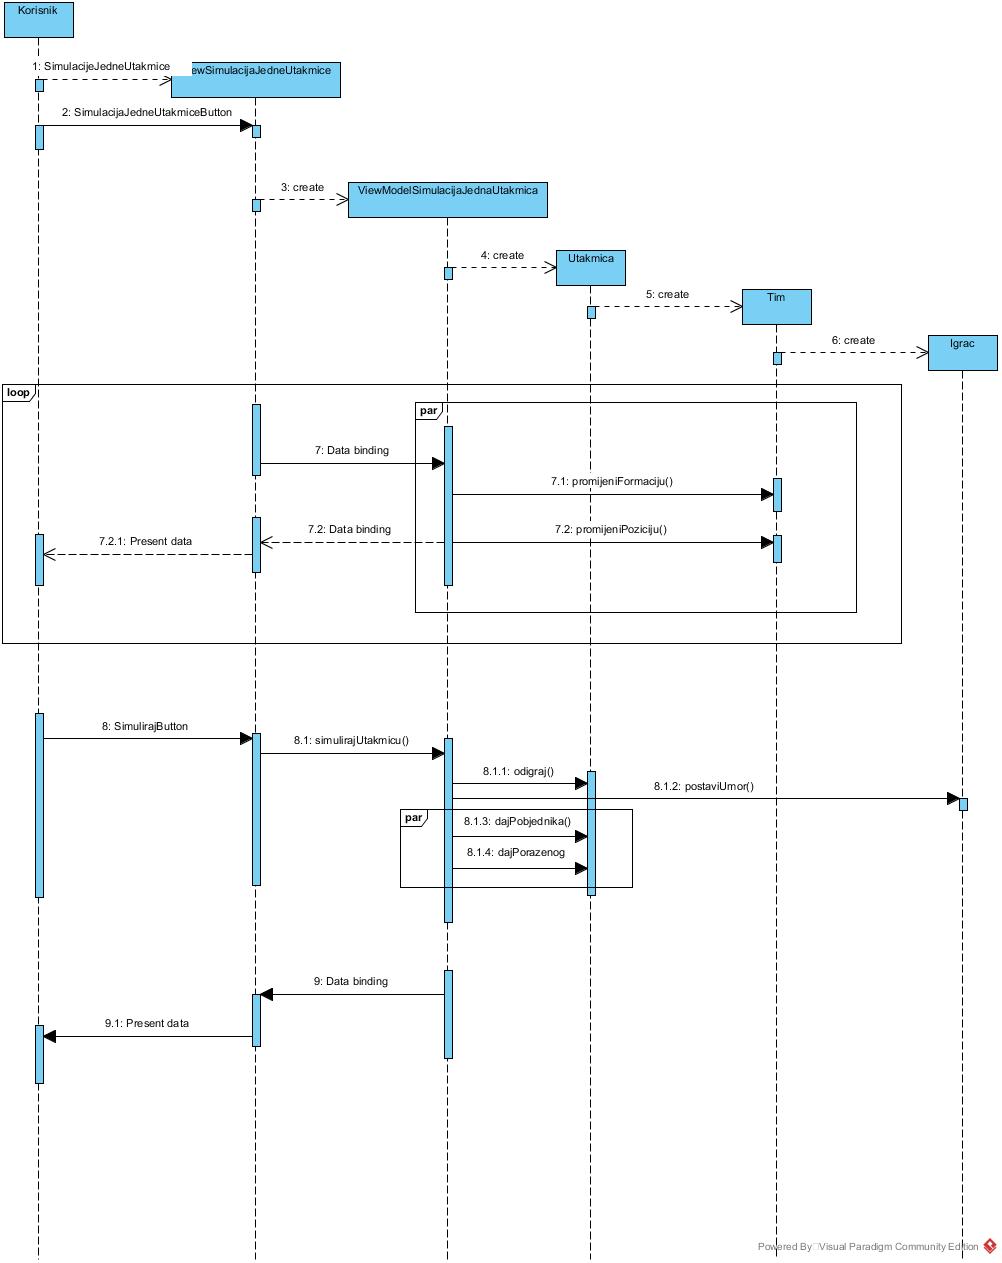 Korisnik
1: SimulacijeJedneUtakmice
ewSimulacijaJedneUtakmice
2: SimulacijaJedneUtakmiceButton
3: create
ViewModelSimulacijaJednaUtakmica
4: create
Utakmica
5: create
Tim
6: create
Igrac
loop
par
7: Data binding
7.1: promijeniFormaciju()
7.2: Data binding
7.2: promijeniPoziciju()
7.2.1: Present data
8: SimulirajButton
8.1: simulirajUtakmicu()
8.1.1: odigraj()
8.1.2: postaviUmor()
par
8.1.3: dajPobjednika()
8.1.4: dajPorazenog
9: Data binding
9.1: Present data
Powered By Visual Paradigm Community Edition